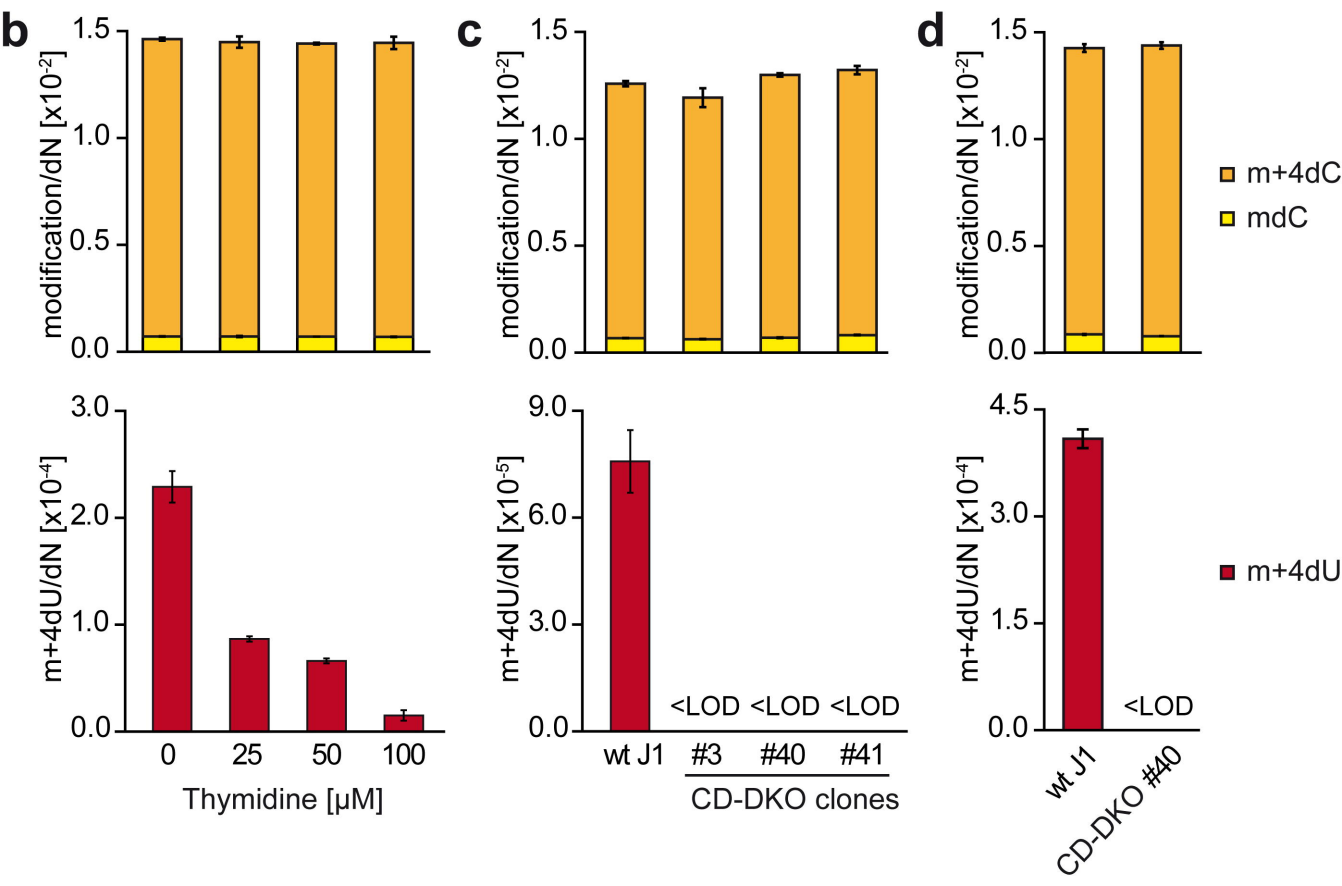 b
modification/dN [x10-2]
1.5
1.0
0.5
0.0
c
modification/dN [x10-2]
1.5
1.0
0.5
0.0
d
modification/dN [x10-2]
1.5
1.0
0.5
0.0
m+4dC
mdC
m+4dU/dN [x10-4]
3.0
2.0
1.0
0.0
0 25 50 100
Thymidine [µM]
m+4dU/dN [x10-5]
9.0
6.0
3.0
0.0
<LOD <LOD <LOD
wt J1 #3 #40 #41
CD-DKO clones
m+4dU/dN [x10-4]
4.5
3.0
1.5
0.0
<LOD
wt J1
CD-DKO #40
m+4dU